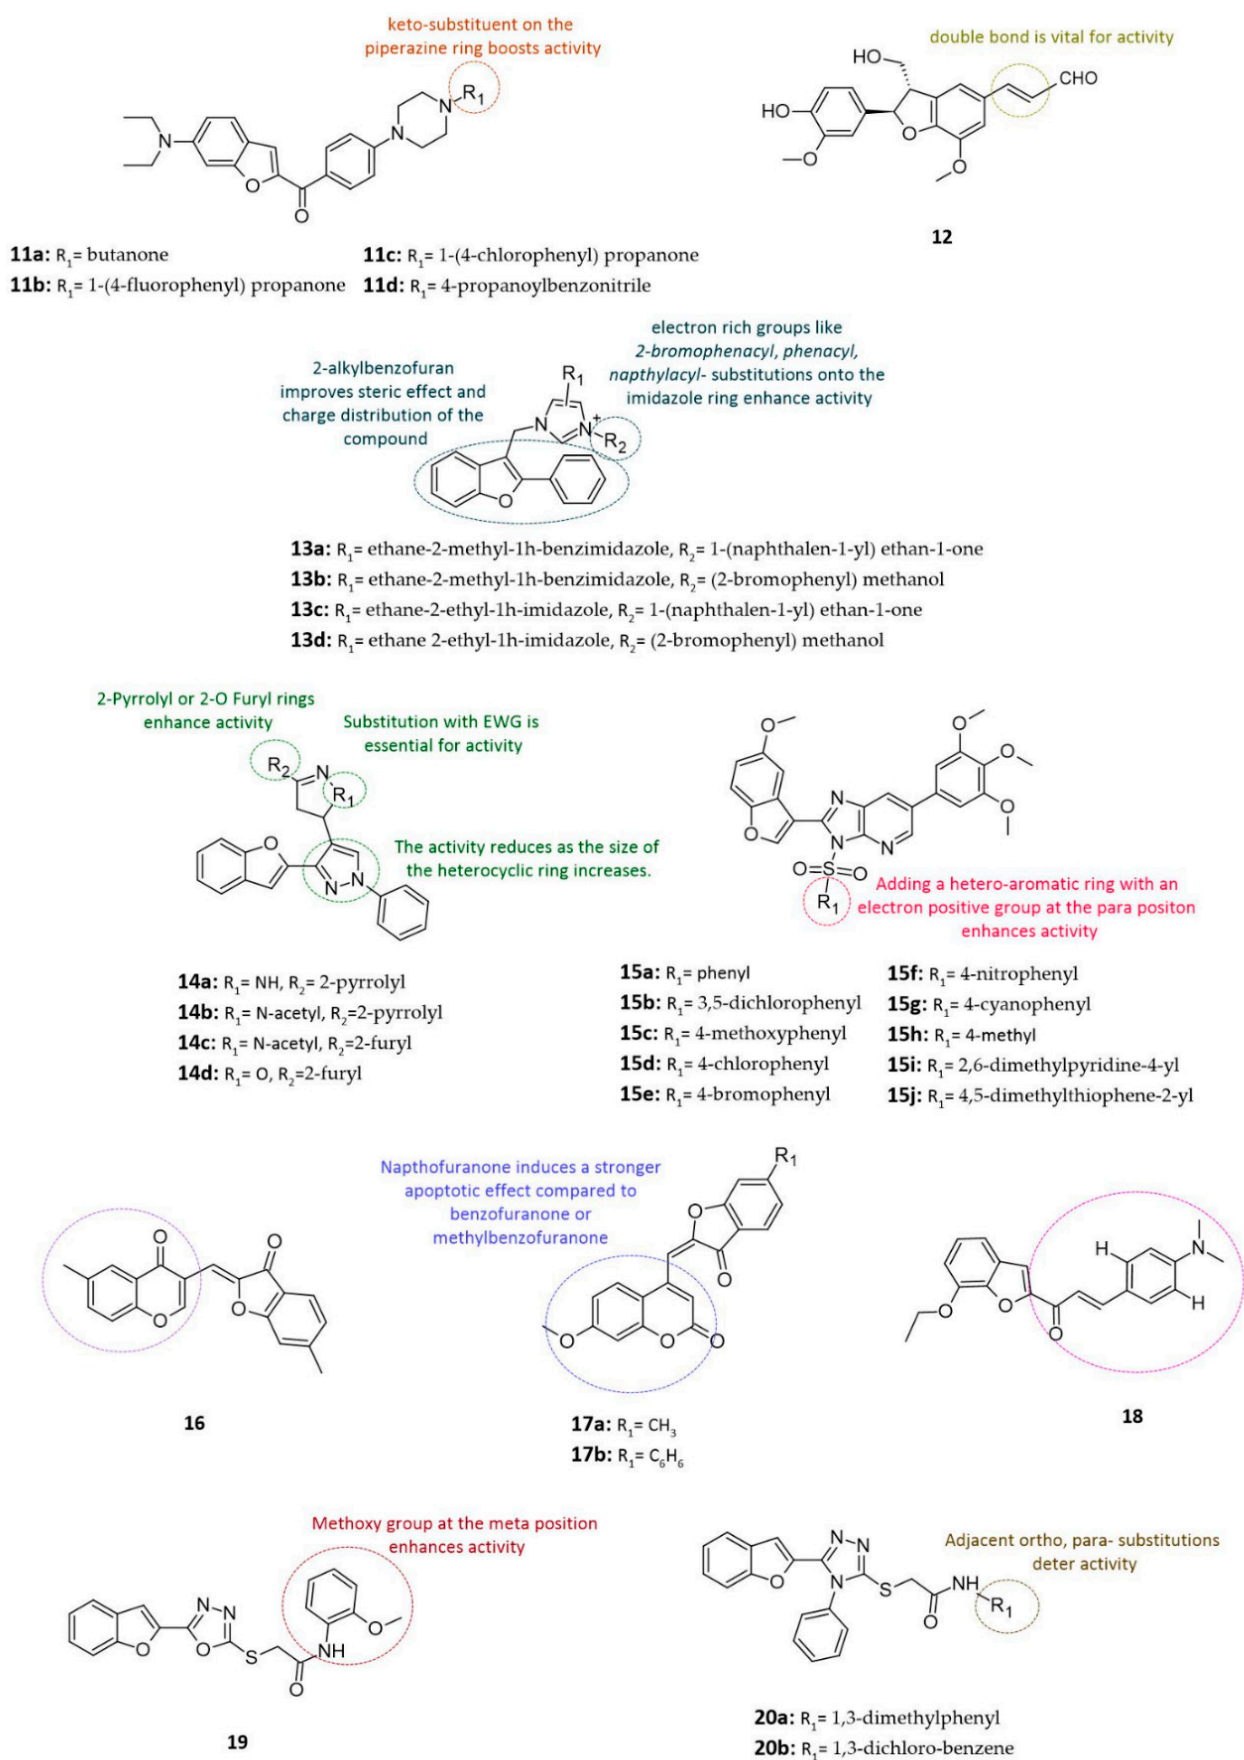 keto-substituent on the
piperazine ring boosts activity
R1
N
N
N
O
O
11a: R1= butanone
11c: R1= 1-(4-chlorophenyl) propanone
11b: R1= 1-(4-fluorophenyl) propanone
11d: R1= 4-propanoylbenzonitrile
double bond is vital for activity
HO
CHO
HO
O
O
O
12
2-alkylbenzofuran
improves steric effect and
charge distribution of the
compound
electron rich groups like
2-bromophenacyl, phenacyl,
napthylacyl- substitutions onto the
imidazole ring enhance activity
R1
N
N+
R2
O
13a: R1= ethane-2-methyl-1h-benzimidazole, R2= 1-(naphthalen-1-yl) ethan-1-one
13b: R1= ethane-2-methyl-1h-benzimidazole, R2= (2-bromophenyl) methanol
13c: R1= ethane-2-ethyl-1h-imidazole, R2= 1-(naphthalen-1-yl) ethan-1-one
13d: R1= ethane 2-ethyl-1h-imidazole, R2= (2-bromophenyl) methanol
2-Pyrrolyl or 2-O Furyl rings
enhance activity
Substitution with EWG is
essential for activity
R2
N
R1
O
N
N
The activity reduces as the size of
the heterocyclic ring increases.
14a: R1= NH, R2= 2-pyrrolyl
14b: R1= N-acetyl, R2=2-pyrrolyl
14c: R1= N-acetyl, R2=2-furyl
14d: R1= O, R2=2-furyl
O
O
O
O
N
N
N
O
O
S
O
R1
Adding a hetero-aromatic ring with an
electron positive group at the para positon
enhances activity
15a: R1= phenyl
15b: R1= 3,5-dichlorophenyl
15c: R1= 4-methoxyphenyl
15d: R1= 4-chlorophenyl
15e: R1= 4-bromophenyl
15f: R1= 4-nitrophenyl
15g: R1= 4-cyanophenyl
15h: R1= 4-methyl
15i: R1= 2,6-dimethylpyridine-4-yl
15j: R1= 4,5-dimethylthiophene-2-yl
O
O
O
O
16
Napthofuranone induces a stronger
apoptotic effect compared to
benzofuranone or
methylbenzofuranone
R1
O
O
O
O
O
17a: R1= CH3
17b: R1= C6H6
H
N
O
O
O
H
18
Methoxy group at the meta position
enhances activity
N
N
O
O
S
O
NH
O
19
Adjacent ortho, para- substitutions
deter activity
N
N
O
N
S
O
NH
R1
20a: R1= 1,3-dimethylphenyl
20b: R1= 1,3-dichloro-benzene